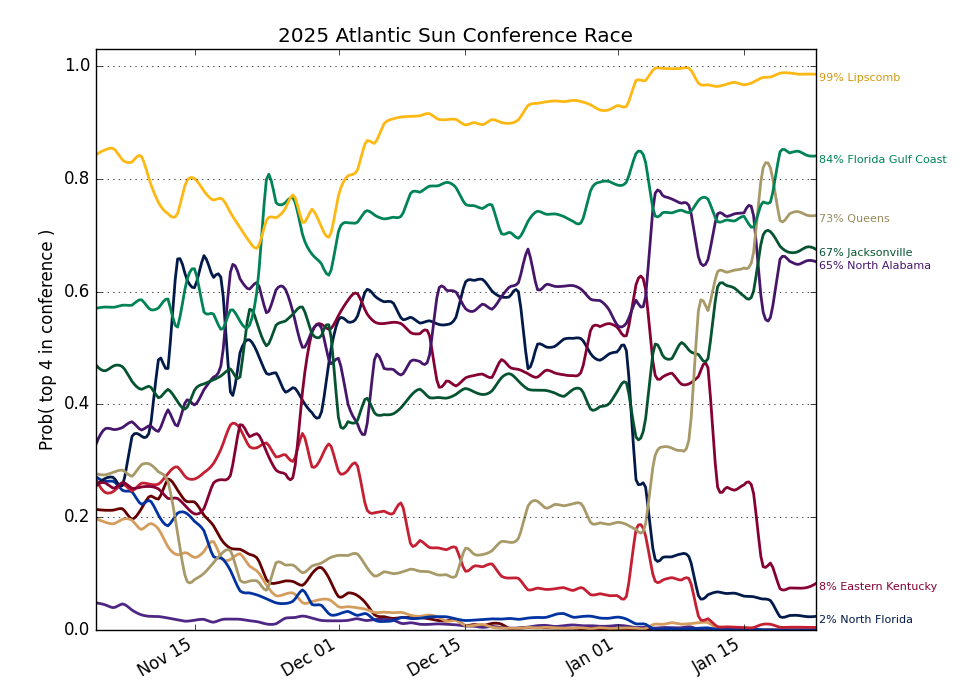 2025 Atlantic Sun Conference Race
Prob( top 4 in conference )
1.0
0.8
0.6
0.4
0.2
0.0
Nov 15
Dec 01
Dec 15
Jan 01
Jan 15
99% Lipscomb
84% Florida Gulf Coast
73% Queens
67% Jacksonville
65% North Alabama
8% Eastern Kentucky
2% North Florida